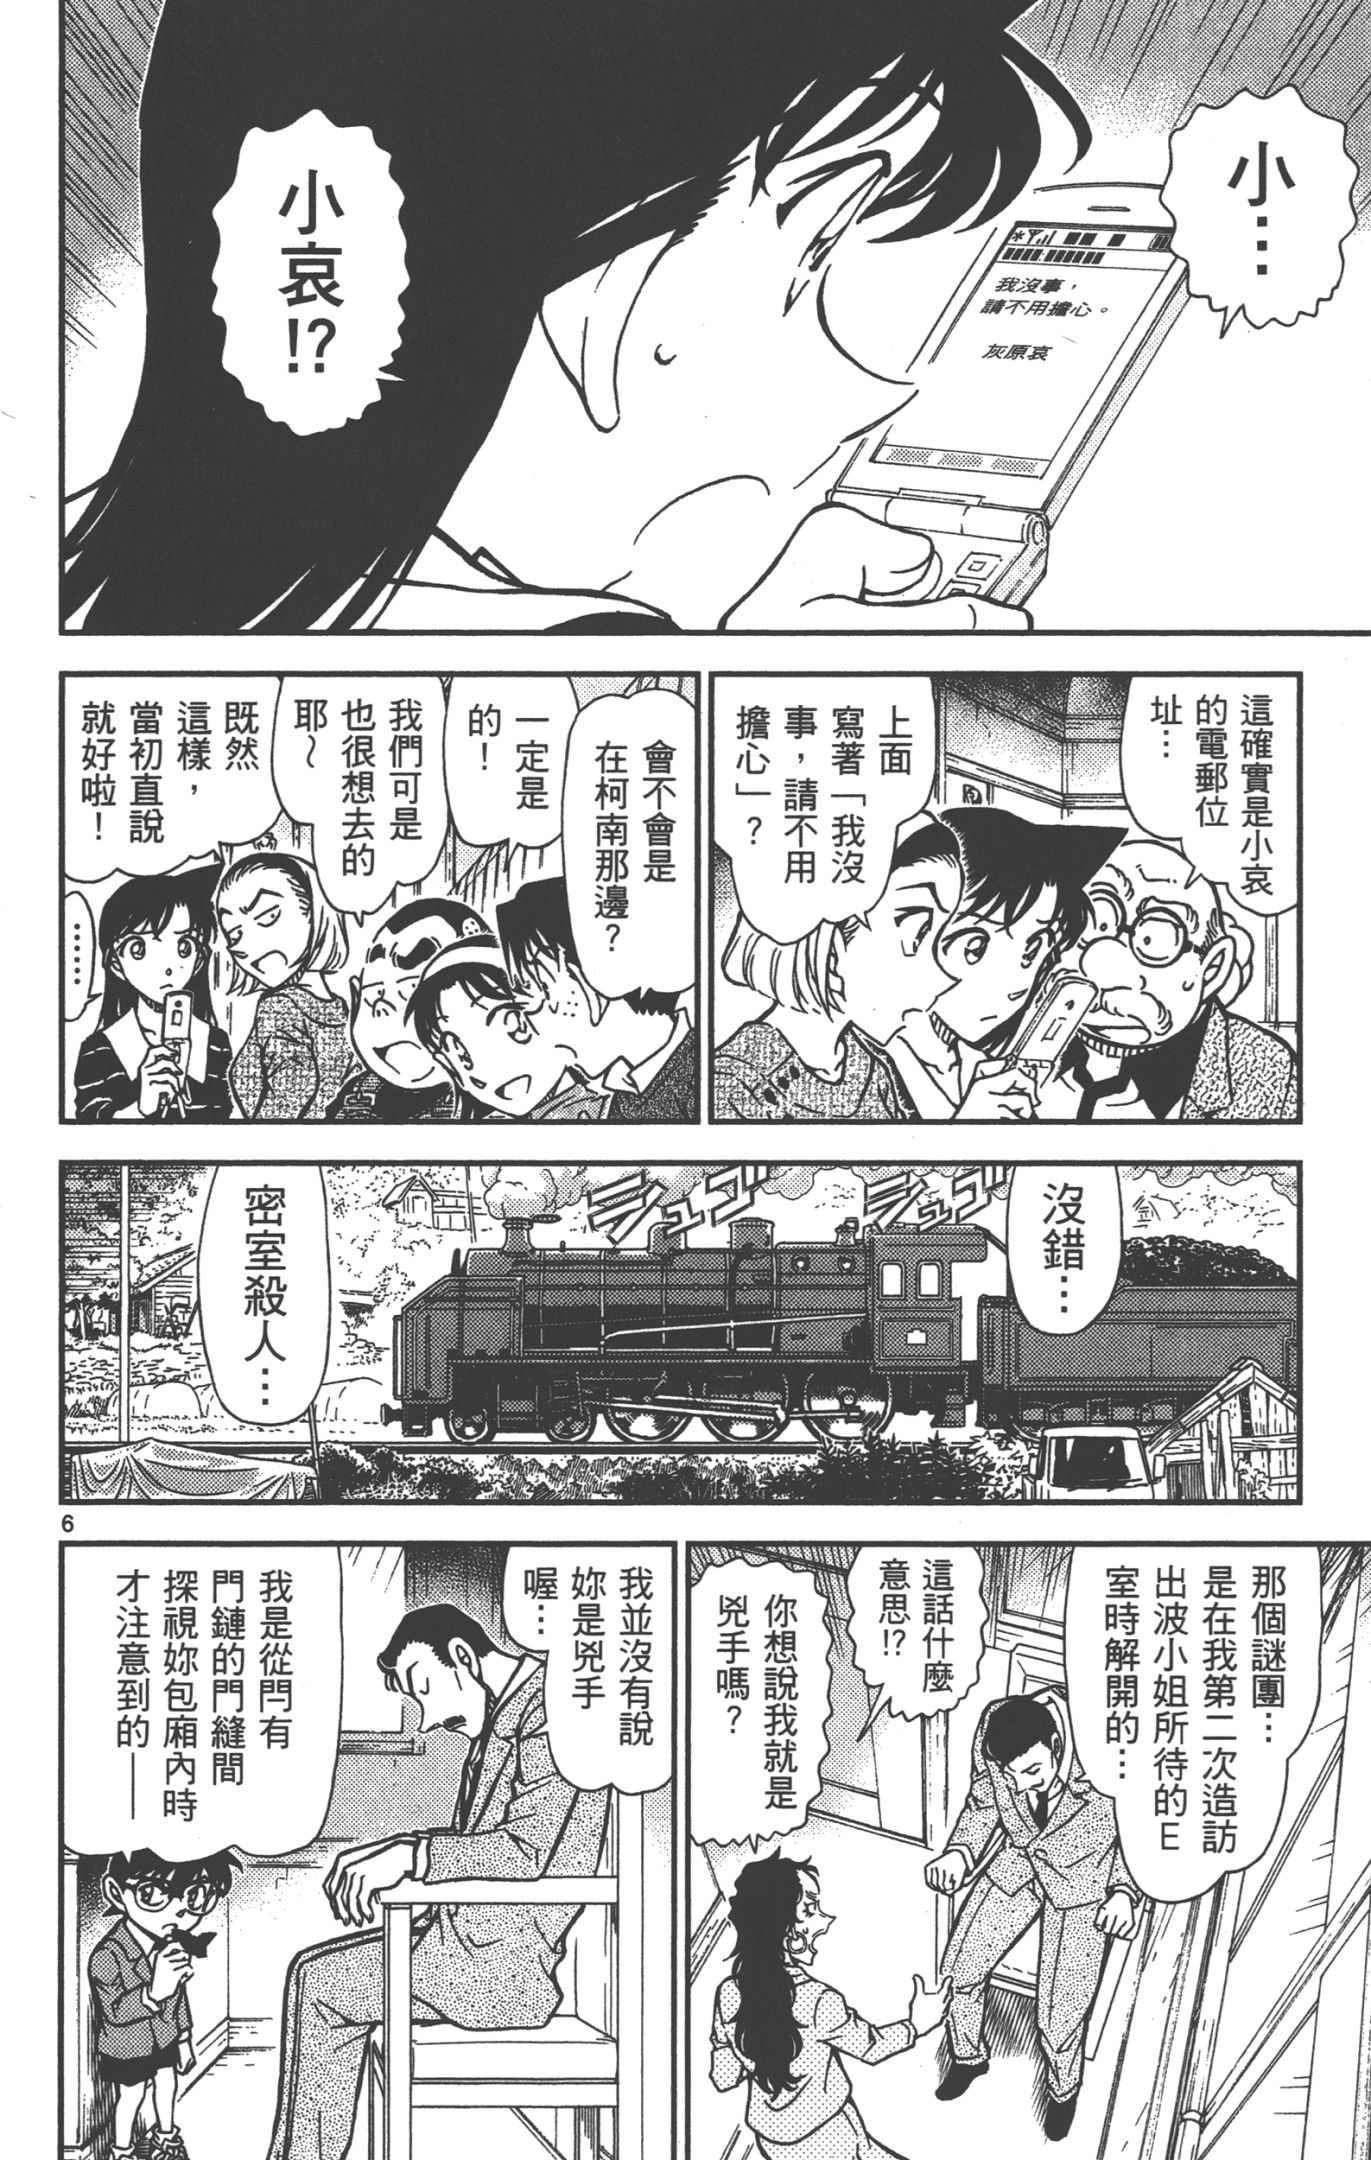 小…
我沒事，
請不用擔心。
灰原哀
小
哀
!?
這確實是小哀
的電郵位
址…
上面
寫著「我沒
事，請不用
擔心」？
會不會是
在柯南那邊？
一定是
的！
我們可是
也很想去的
耶～
既然
這樣，
當初直說
就好啦！
……
沒錯…
シュゴ
シュゴ
密室殺人…
6
那個謎團…
是在我第二次造訪
出波小姐所待的E
室時解開的…
這話什麼
意思!?
你想說我就是
兇手嗎？
我並沒有說
妳是兇手
喔…
我是從閂有
門鏈的門縫間
探視妳包廂內時
才注意到的——